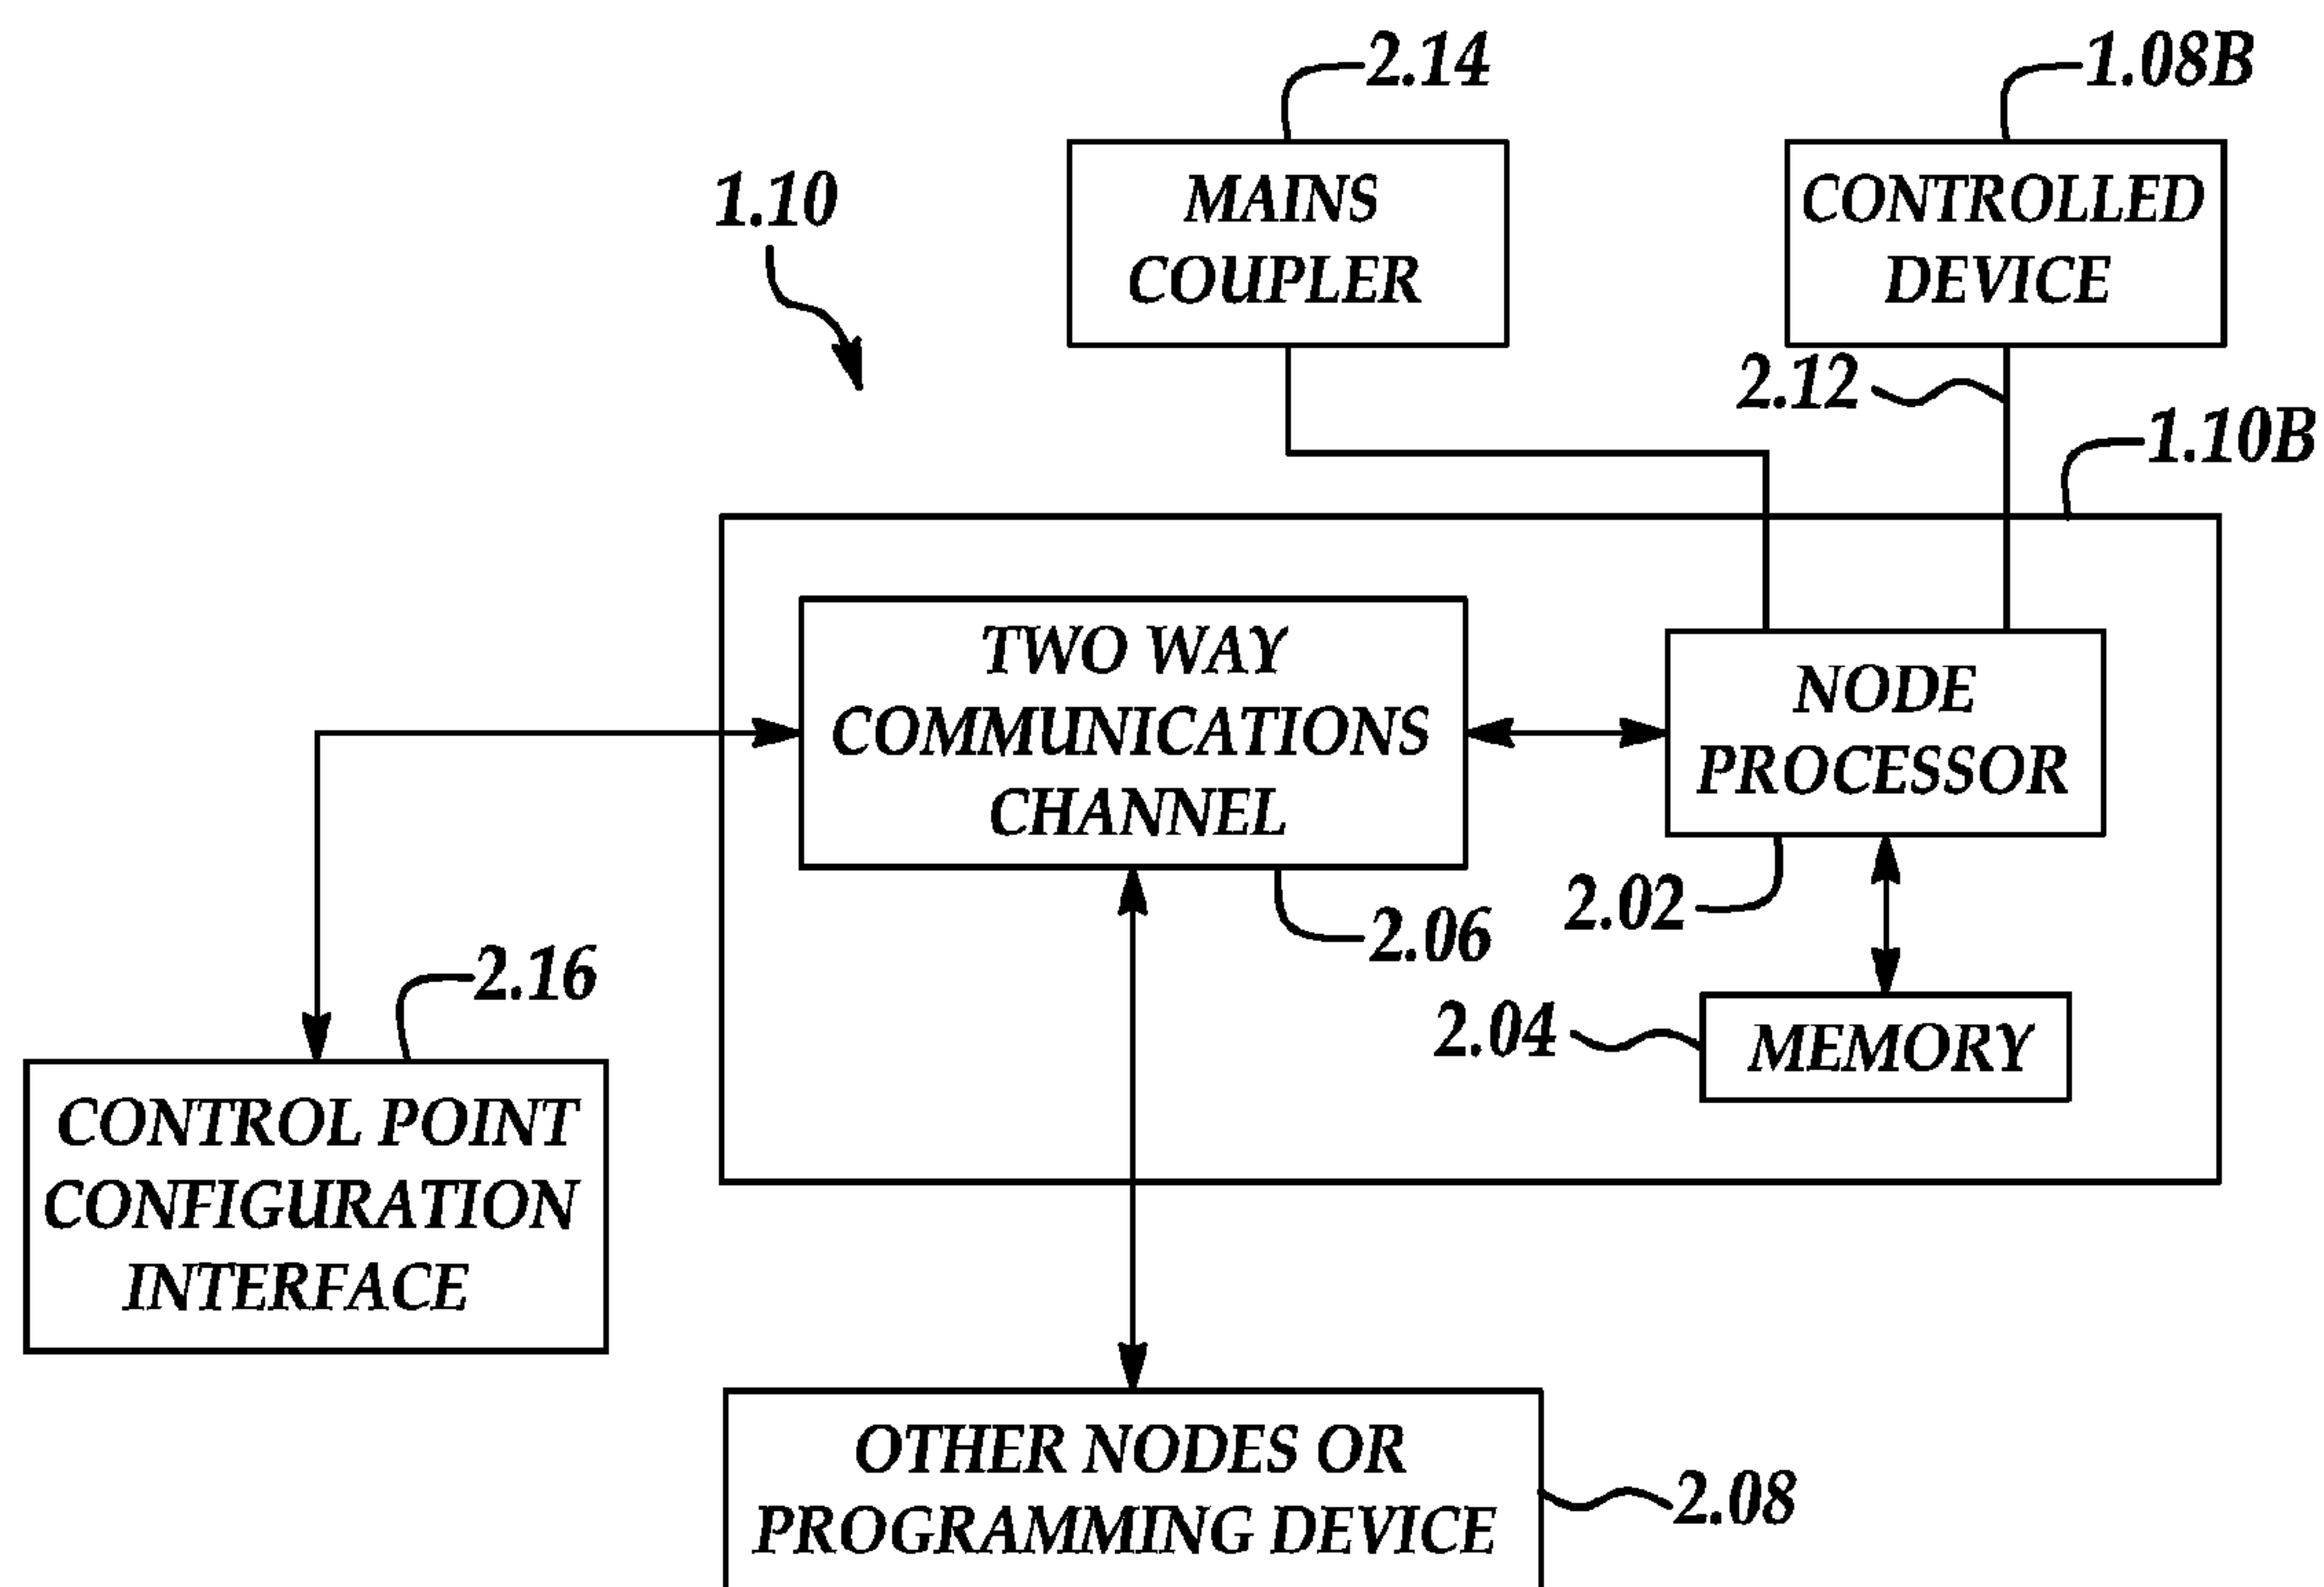 2.14
1.08B
1.10
MAINS
COUPLER
CONTROLLED
DEVICE
2.12
1.10B
TWO WAY
COMMUNICATIONS
CHANNEL
NODE
PROCESSOR
2.02
2.06
2.16
2.04
MEMORY
CONTROL POINT
CONFIGURATION
INTERFACE
OTHER NODES OR
PROGRAMMING DEVICE
2.08